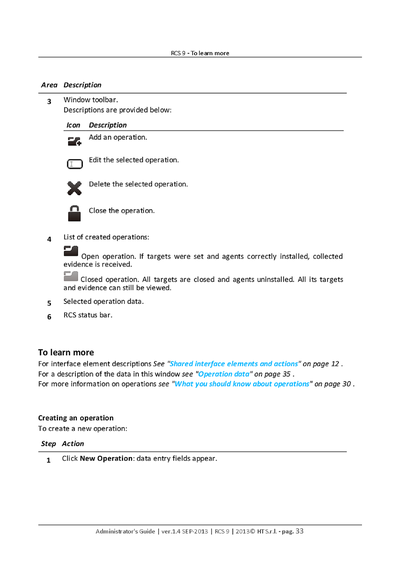 RCS 9 - To learn more
Area Description
3 Window toolbar.
Descriptions are provided below:
Icon Description
Add an operation.
Edit the selected operation.
Delete the selected operation.
Close the operation.
4 List of created operations:
Open operation. If targets were set and agents correctly installed, collected
evidence is received.
Closed operation. All targets are closed and agents uninstalled. All its targets
and evidence can still be viewed.
5 Selected operation data.
6 RCS status bar.
To learn more
For interface element descriptions See "Shared interface elements and actions" on page 12 .
For a description of the data in this window see "Operation data" on page 35 .
For more information on operations see "What you should know about operations" on page 30 .
Creating an operation
To create a new operation:
Step Action
1 Click New Operation: data entry fields appear.
Administrator's Guide | ver.1.4 SEP-2013 | RCS 9 | 2013© HT S.r.l. - pag. 33